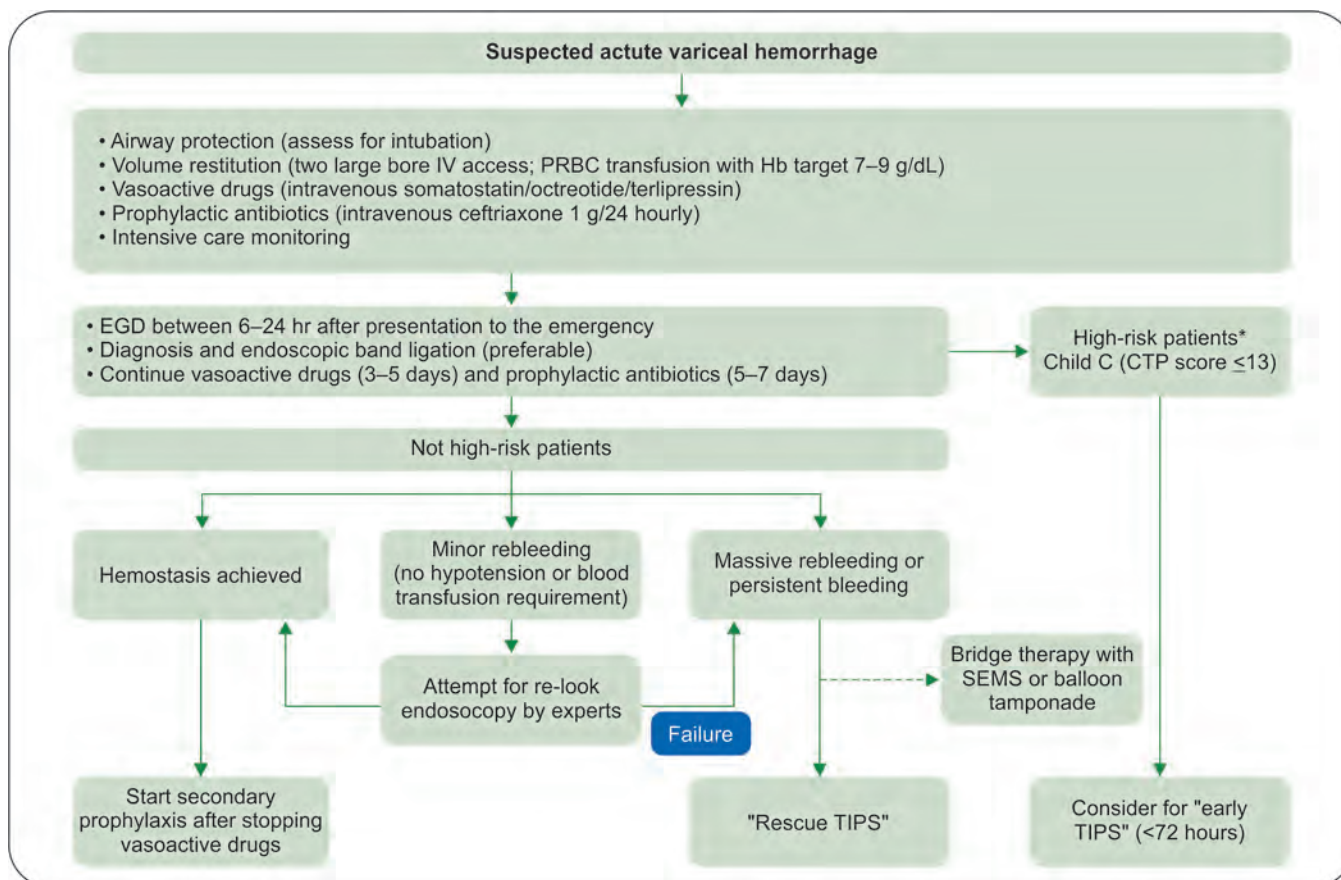 Suspected actute variceal hemorrhage
• Airway protection (assess for intubation)
• Volume restitution (two large bore IV access; PRBC transfusion with Hb target 7–9 g/dL)
• Vasoactive drugs (intravenous somatostatin/octreotide/terlipressin)
• Prophylactic antibiotics (intravenous ceftriaxone 1 g/24 hourly)
• Intensive care monitoring
• EGD between 6–24 hr after presentation to the emergency
• Diagnosis and endoscopic band ligation (preferable)
• Continue vasoactive drugs (3–5 days) and prophylactic antibiotics (5–7 days)
High-risk patients*
Child C (CTP score ≤13)
Not high-risk patients
Hemostasis achieved
Minor rebleeding
(no hypotension or blood
transfusion requirement)
Massive rebleeding or
persistent bleeding
Attempt for re-look
endosocopy by experts
Failure
Bridge therapy with
SEMS or balloon
tamponade
Start secondary
prophylaxis after stopping
vasoactive drugs
"Rescue TIPS"
Consider for "early
TIPS" (<72 hours)